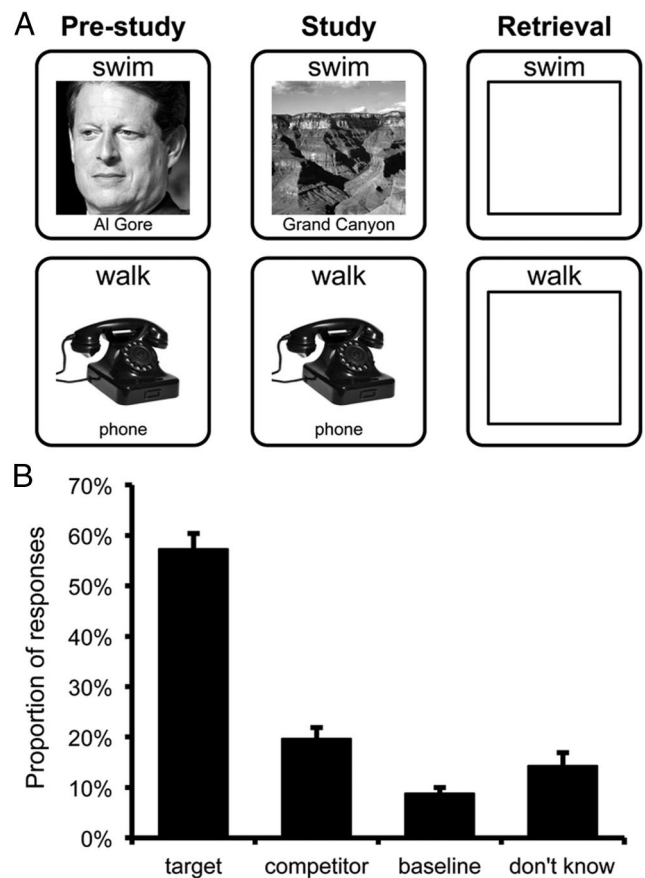 A
Pre-study Study Retrieval
swim swim swim
Al Gore Grand Canyon
walk walk walk
phone phone
B
70%
60%
50%
40%
30%
20%
10%
0%
Proportion of responses
target competitor baseline don't know